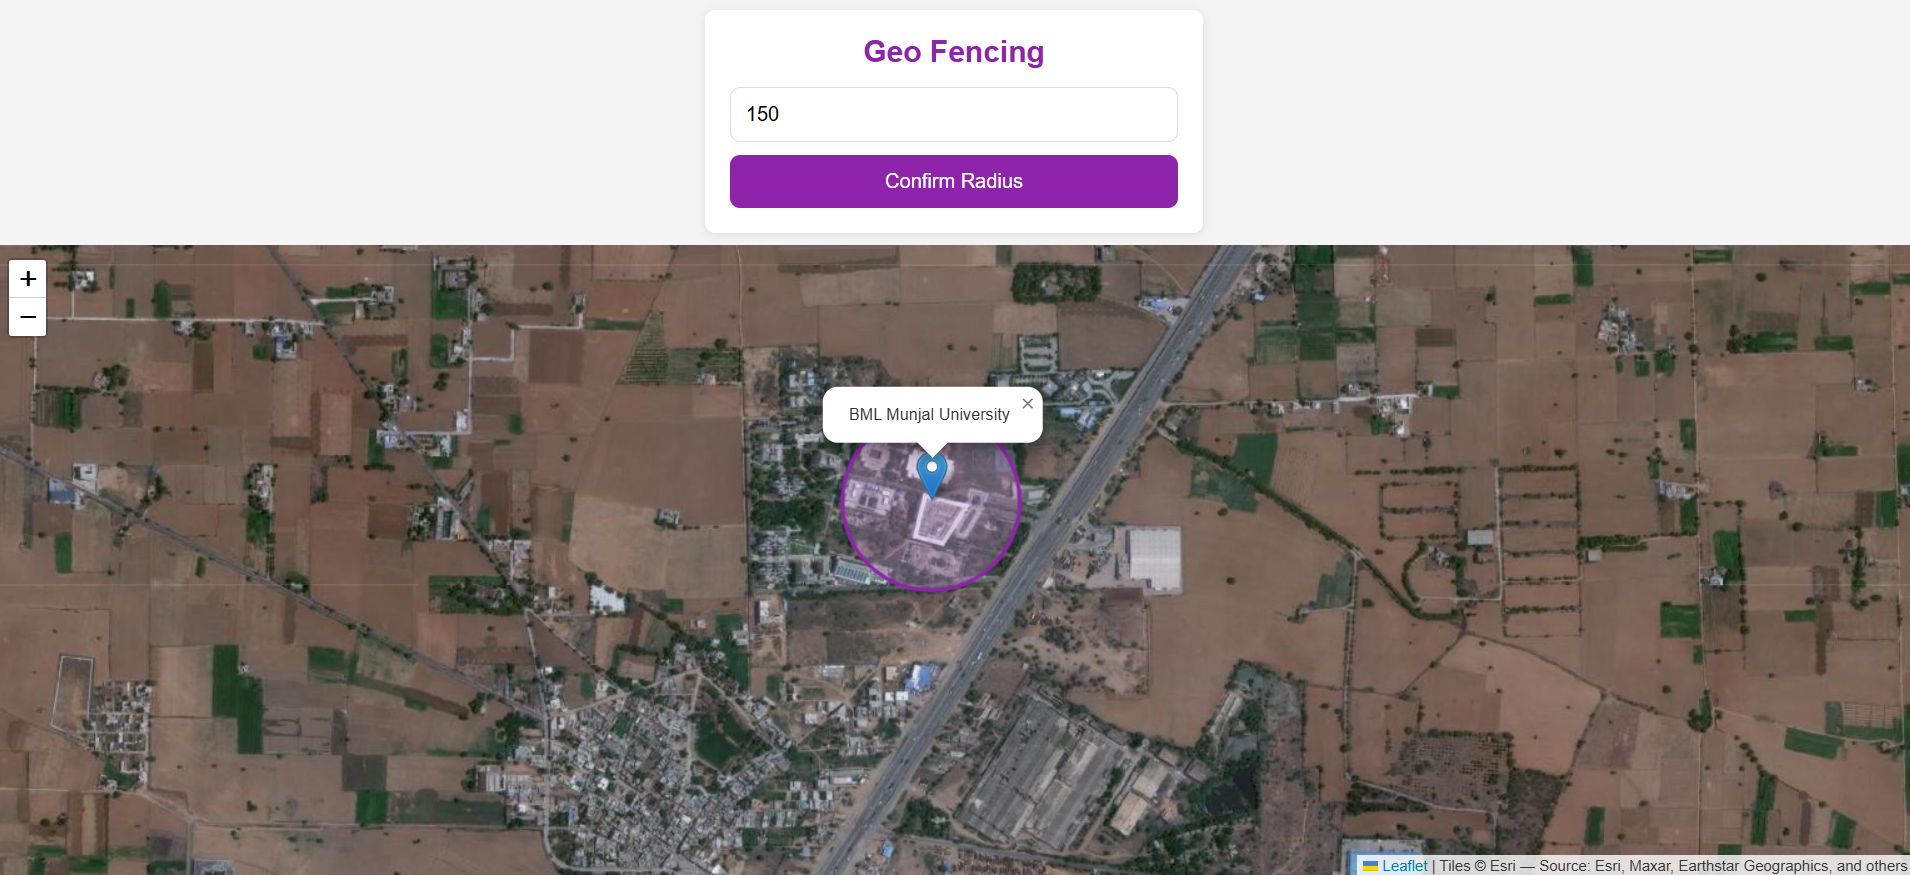 Geo Fencing
150
Confirm Radius
+
−
BML Munjal University
×
Leaflet | Tiles © Esri — Source: Esri, Maxar, Earthstar Geographics, and others